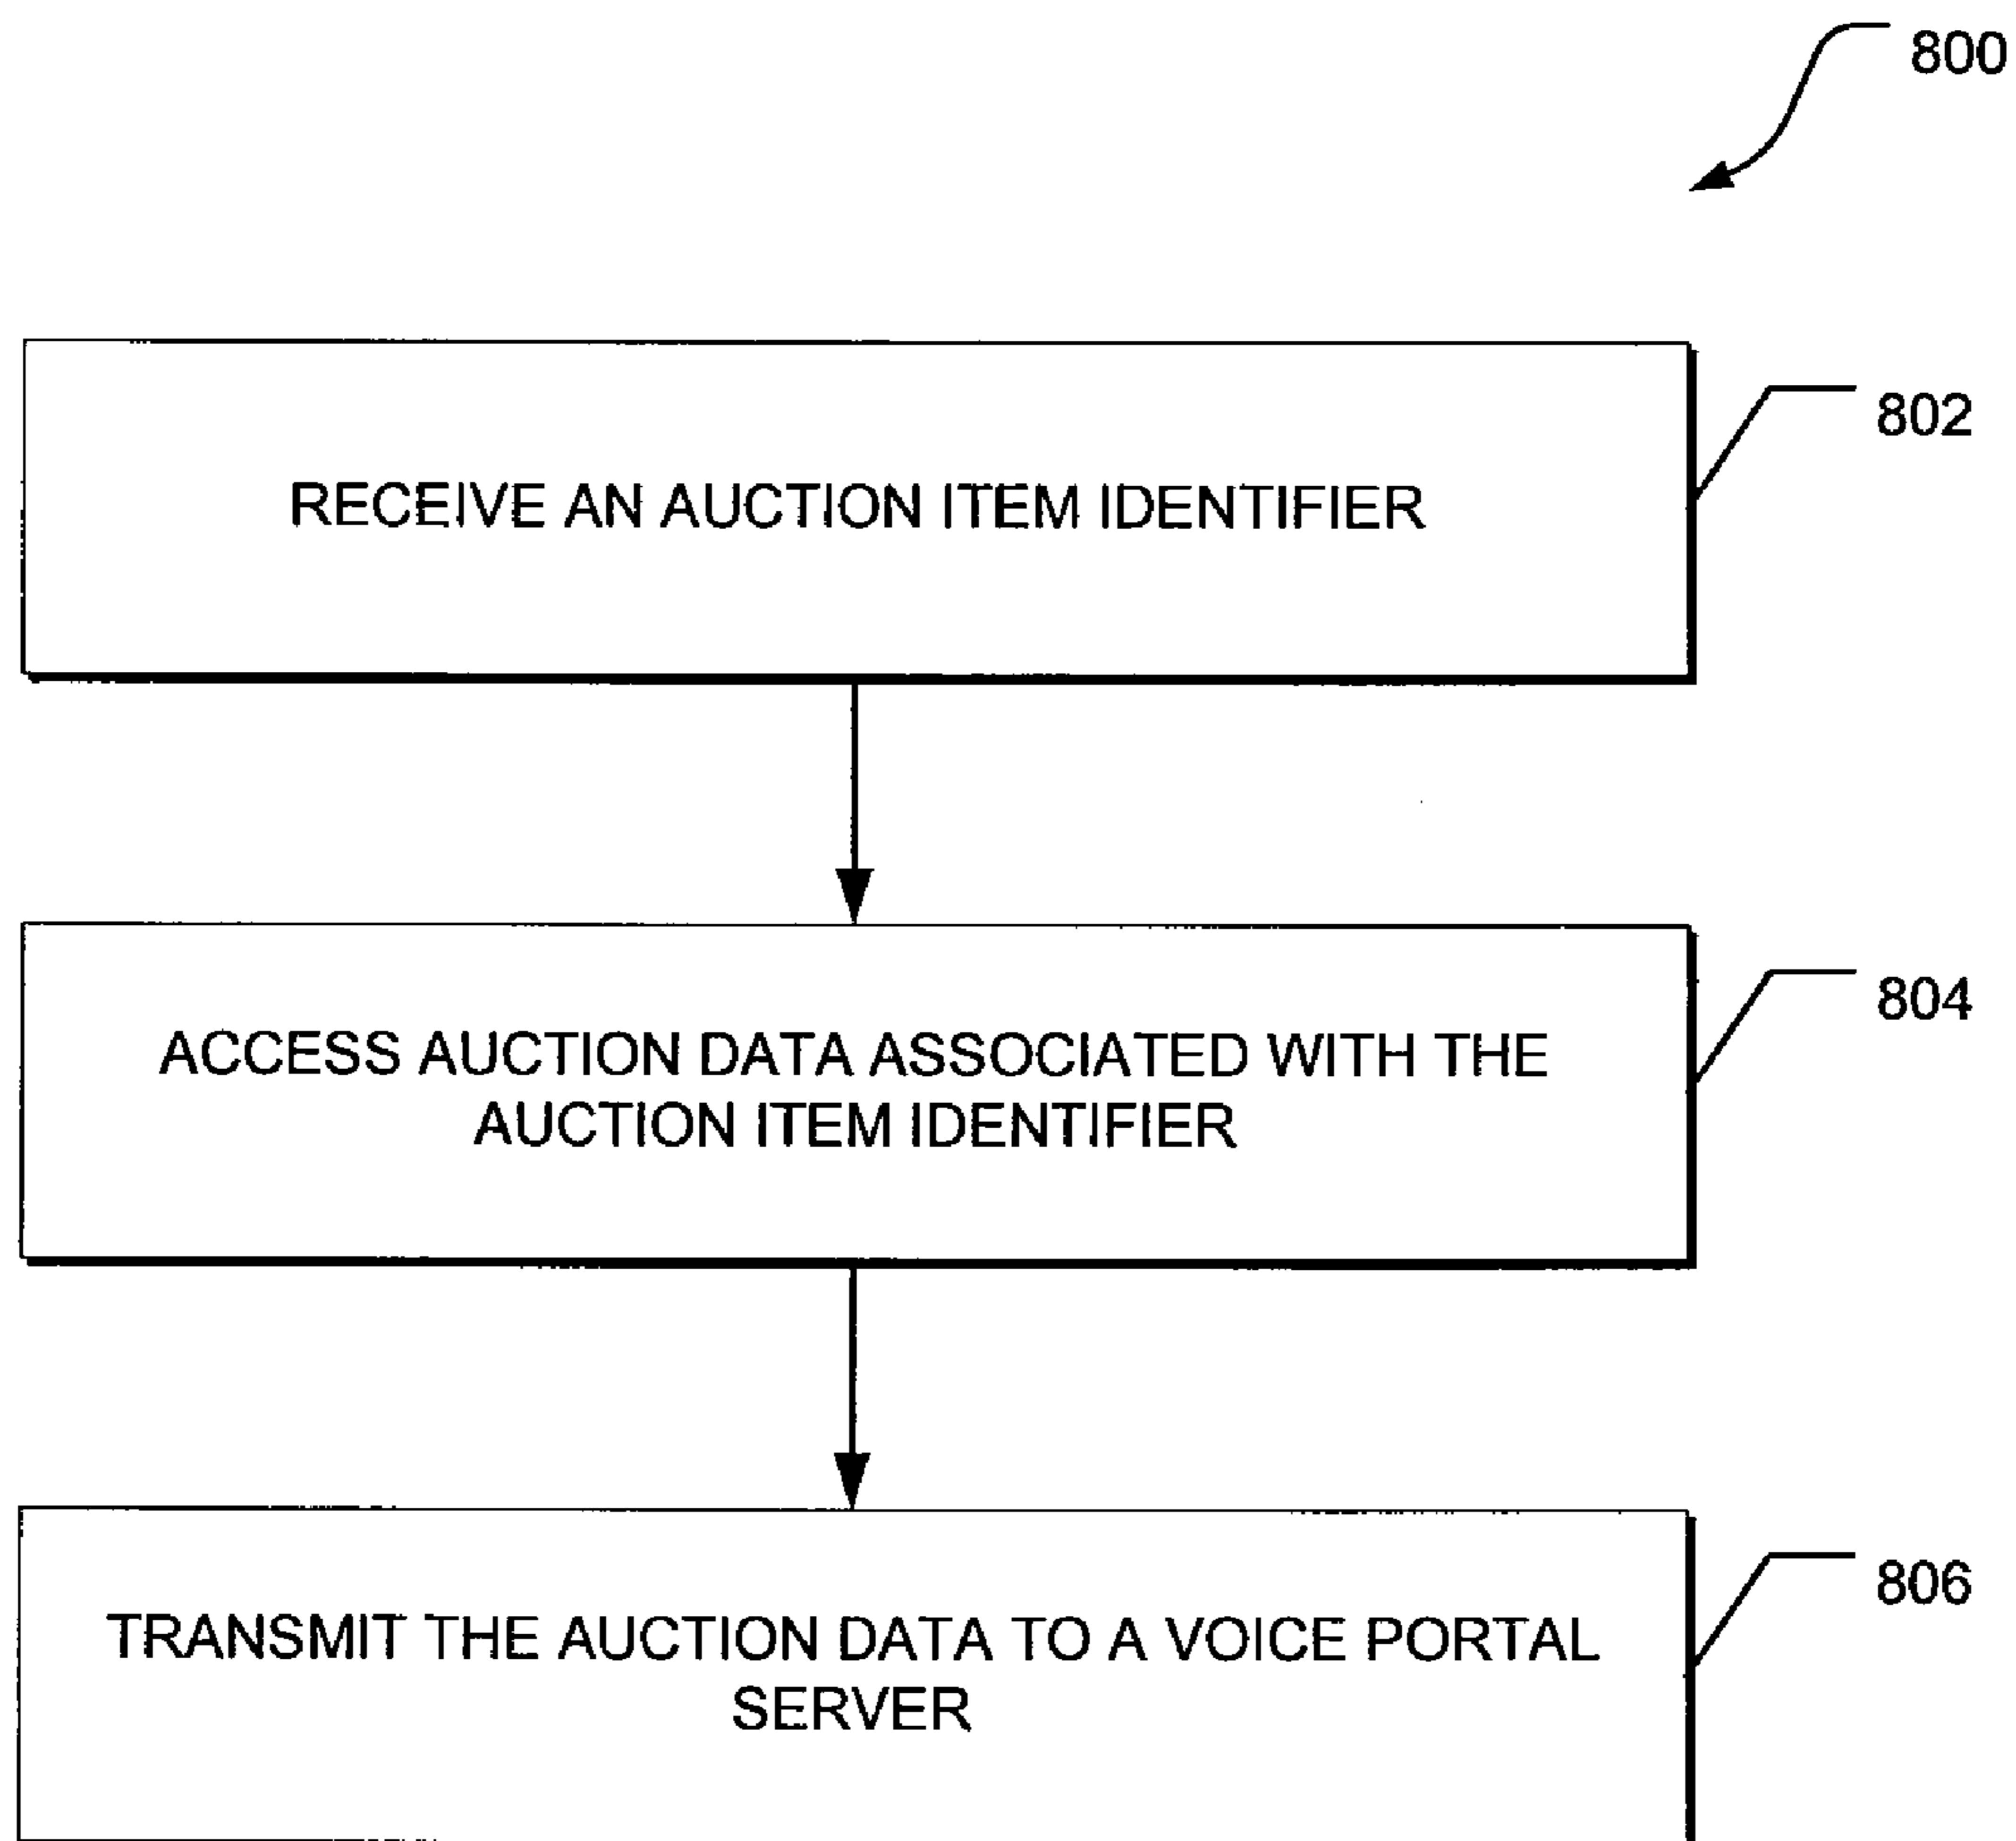 800
802
RECEIVE AN AUCTION ITEM IDENTIFIER
804
ACCESS AUCTION DATA ASSOCIATED WITH THE
AUCTION ITEM IDENTIFIER
806
TRANSMIT THE AUCTION DATA TO A VOICE PORTAL
SERVER